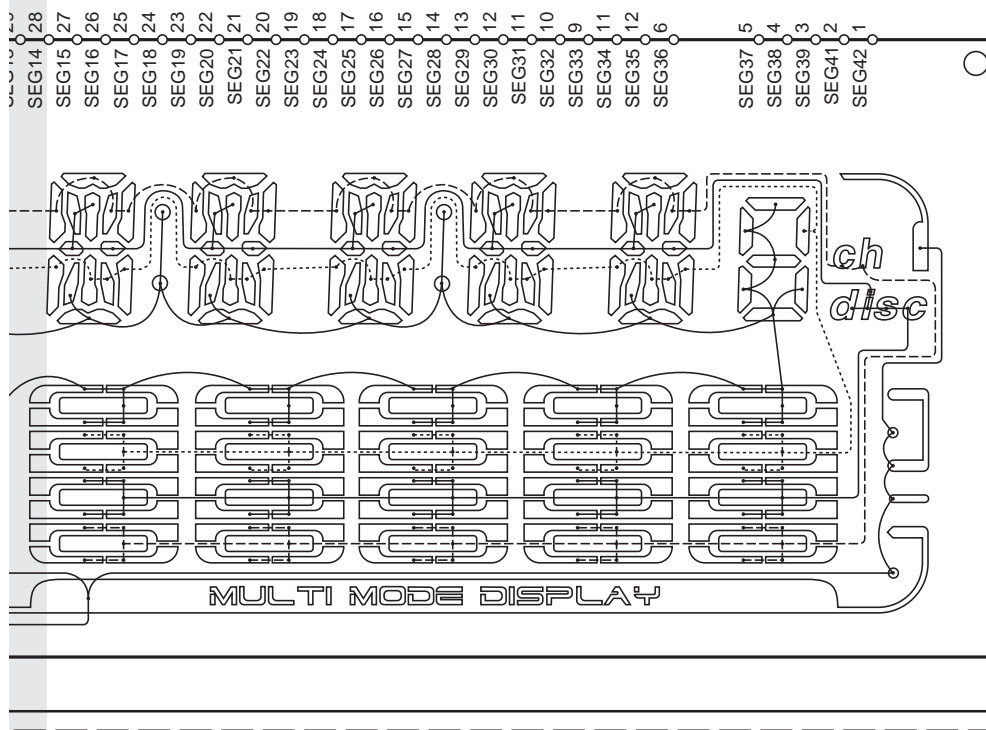 28 27 26 25 24 23 22 21 20 19 18 17 16 15 14 13 12 11 10 9 11 12 6 5 4 3 2 1
SEG14 SEG15 SEG16 SEG17 SEG18 SEG19 SEG20 SEG21 SEG22 SEG23 SEG24 SEG25 SEG26 SEG27 SEG28 SEG29 SEG30 SEG31 SEG32 SEG33 SEG34 SEG35 SEG36 SEG37 SEG38 SEG39 SEG41 SEG42
ch
disc
MULTI MODE DISPLAY